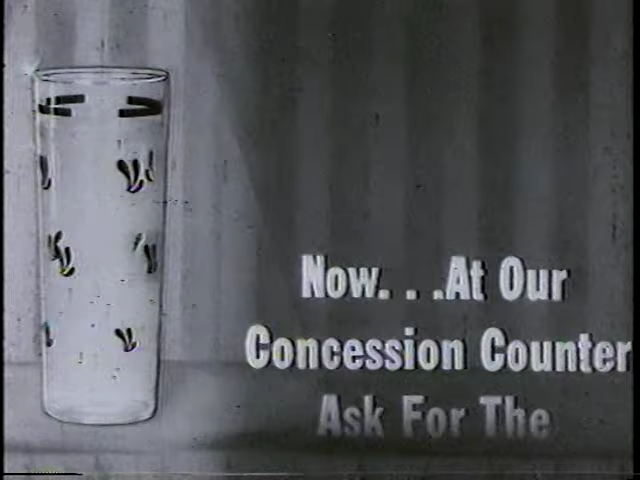 Now. . .At Our
Concession Counter
Ask For The